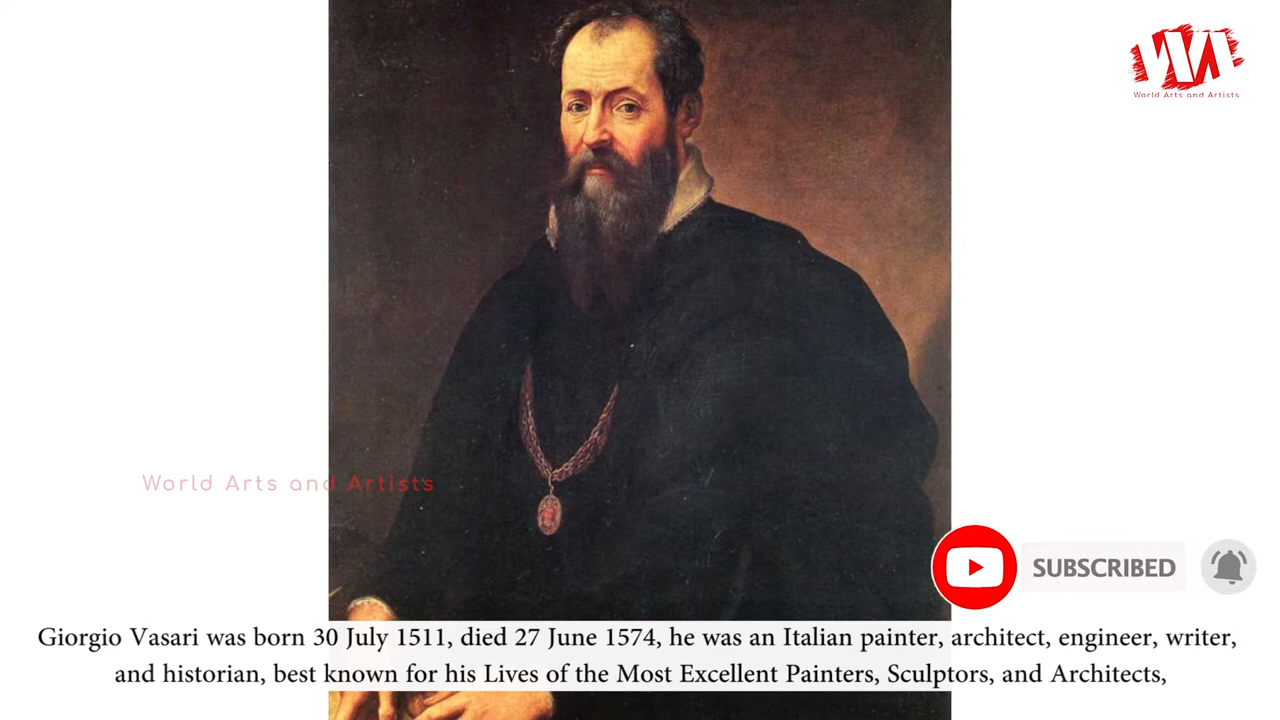 World Arts and Artists
World Arts and Artists
SUBSCRIBED
Giorgio Vasari was born 30 July 1511, died 27 June 1574, he was an Italian painter, architect, engineer, writer,
and historian, best known for his Lives of the Most Excellent Painters, Sculptors, and Architects,